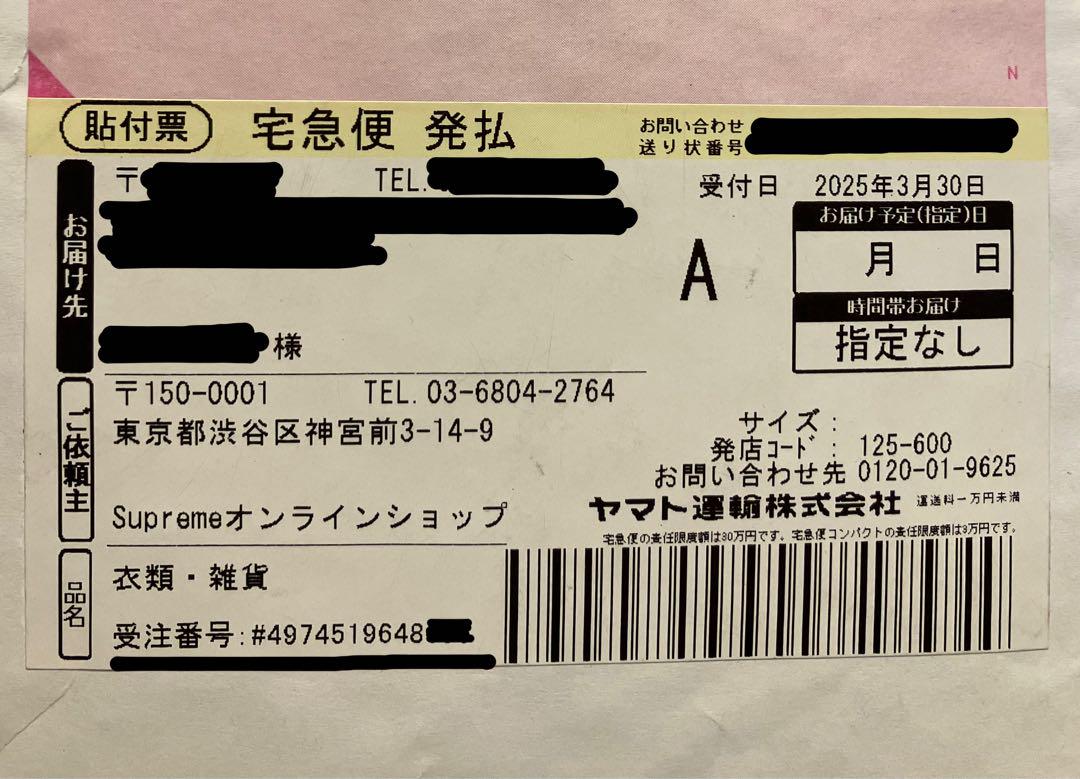 N
貼付票 宅急便 発払
お問い合わせ
送り状番号
お届け先
〒 TEL.
様
受付日 2025年3月30日
お届け予定(指定)日
月 日
時間帯お届け
指定なし
A
ご依頼主
〒150-0001 TEL. 03-6804-2764
東京都渋谷区神宮前3-14-9
Supremeオンラインショップ
サイズ :
発店コード : 125-600
お問い合わせ先 0120-01-9625
ヤマト運輸株式会社 運送料一万円未満
宅急便の責任限度額は30万円です。宅急便コンパクトの責任限度額は3万円です。
品名
衣類・雑貨
受注番号:#4974519648